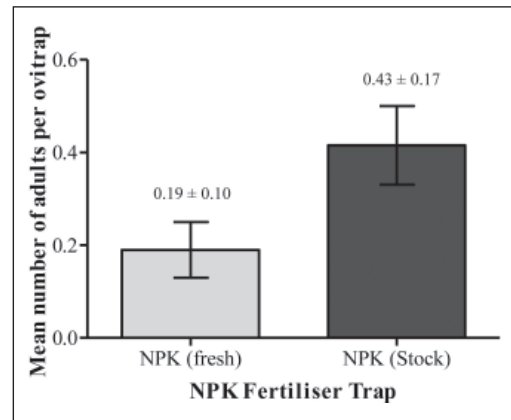 Mean number of adults per ovitrap
0.6
0.4
0.2
0.0
0.19 ± 0.10
0.43 ± 0.17
NPK (fresh)
NPK (Stock)
NPK Fertiliser Trap